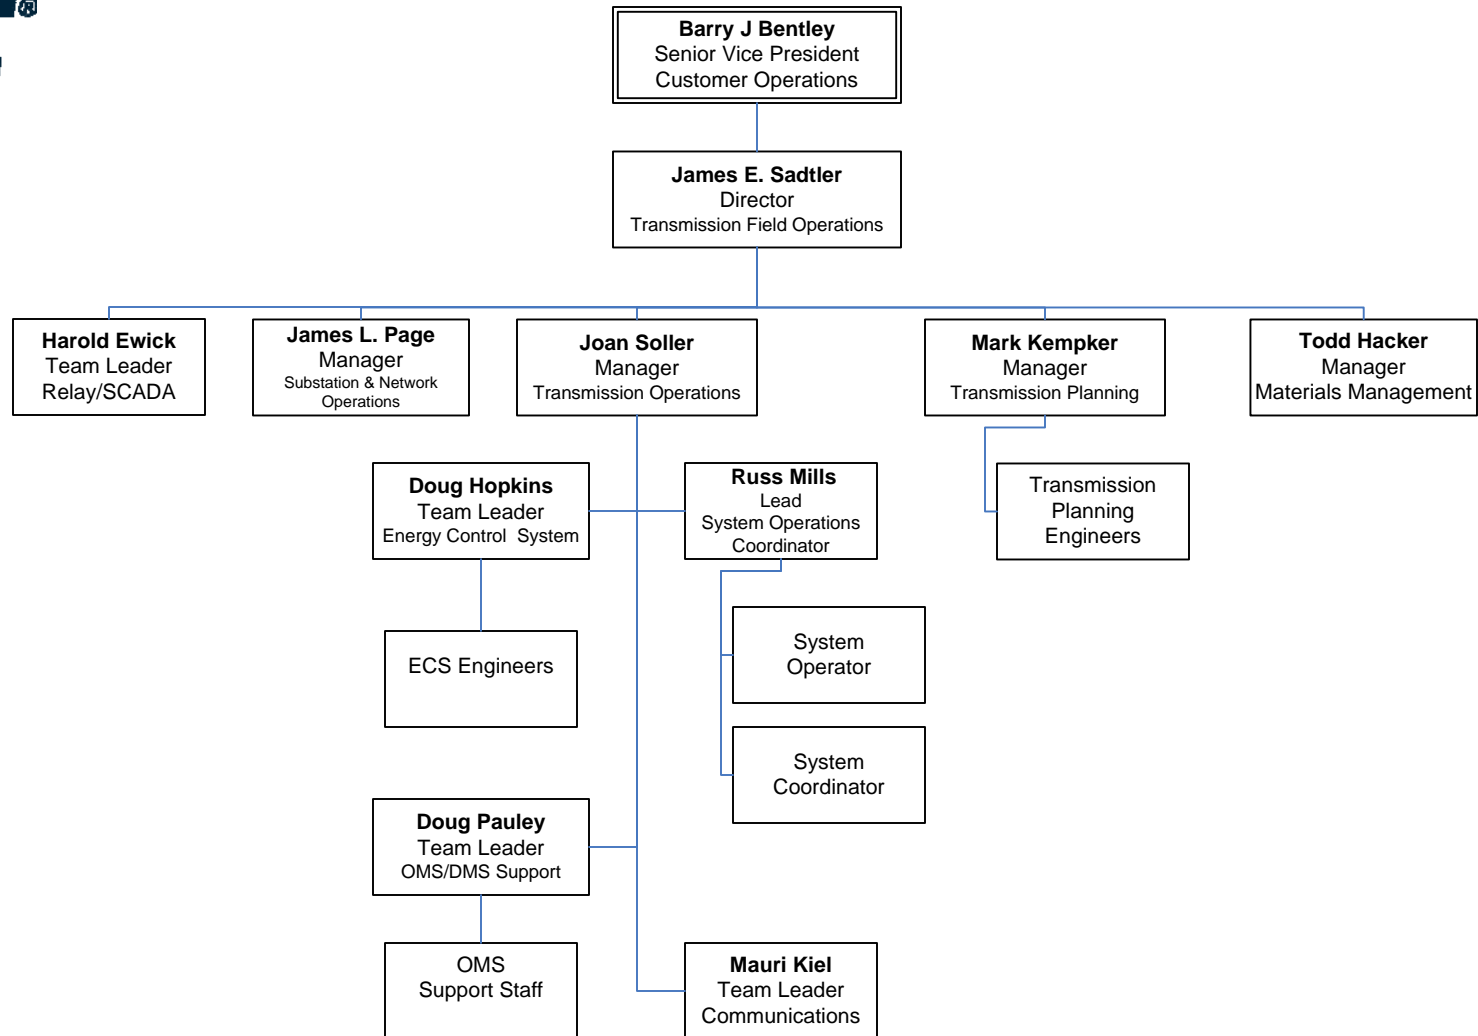 ®
Barry J Bentley
Senior Vice President
Customer Operations
James E. Sadtler
Director
Transmission Field Operations
Harold Ewick
Team Leader
Relay/SCADA
James L. Page
Manager
Substation & Network
Operations
Joan Soller
Manager
Transmission Operations
Mark Kempker
Manager
Transmission Planning
Todd Hacker
Manager
Materials Management
Doug Hopkins
Team Leader
Energy Control System
Russ Mills
Lead
System Operations
Coordinator
Transmission
Planning
Engineers
ECS Engineers
System
Operator
System
Coordinator
Doug Pauley
Team Leader
OMS/DMS Support
OMS
Support Staff
Mauri Kiel
Team Leader
Communications